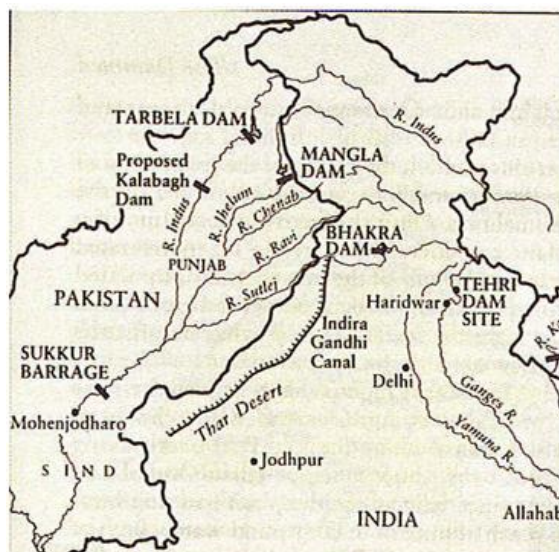 R. Indus
TARBELA DAM
MANGLA
DAM
Proposed
Kalabagh
Dam
R. Indus
R. Jhelum
R. Chenab
R. Ravi
BHAKRA
DAM
PUNJAB
R. Sutlej
TEHRI
DAM
SITE
Haridwar
PAKISTAN
Indira
Gandhi
Canal
SUKKUR
BARRAGE
Delhi
Thar Desert
Ganges R.
Mohenjodharo
Yamuna R.
SIND
Jodhpur
INDIA
Allahab